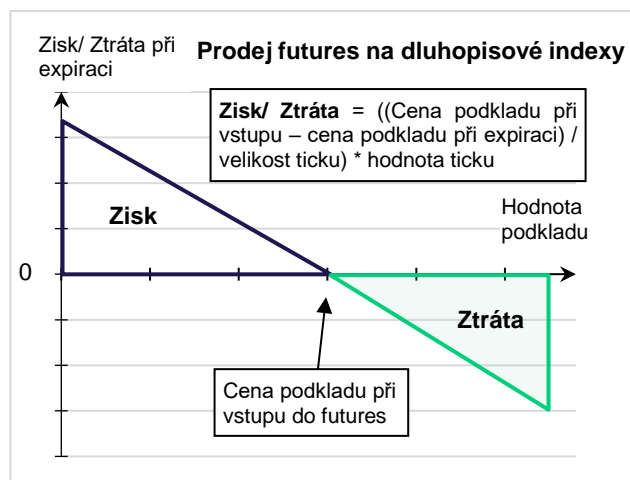 Zisk/ Ztráta při
expiraci
Prodej futures na dluhopisové indexy
Zisk/ Ztráta = ((Cena podkladu při
vstupu – cena podkladu při expiraci) /
velikost ticku) * hodnota ticku
Zisk
Hodnota
podkladu
0
Ztráta
Cena podkladu při
vstupu do futures